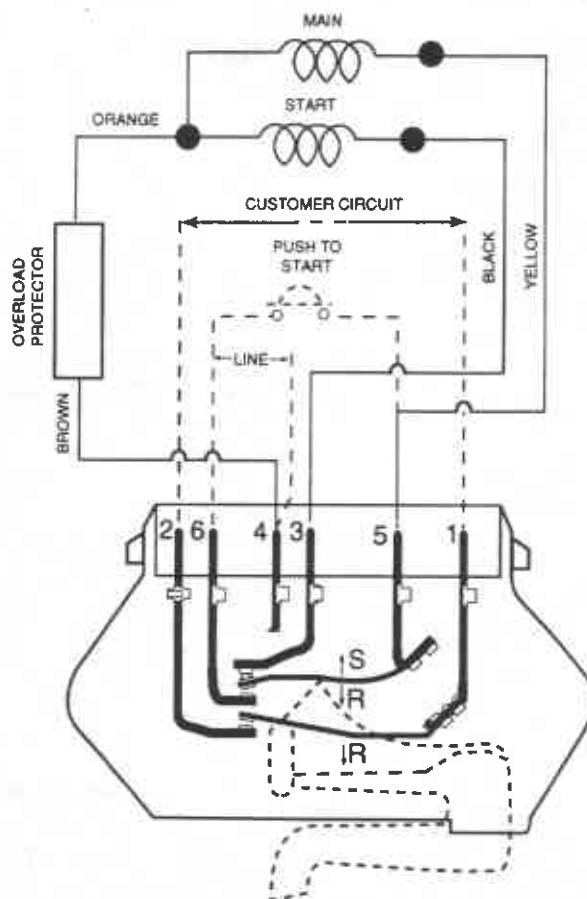 MAIN
START
ORANGE
CUSTOMER CIRCUIT
PUSH TO
START
BLACK
YELLOW
OVERLOAD
PROTECTOR
LINE
BROWN
2 6 4 3 5 1
S
R
R